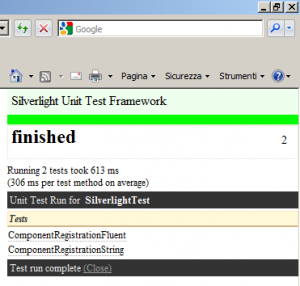 Google
Pagina Sicurezza Strumenti
Silverlight Unit Test Framework
finished 2
Running 2 tests took 613 ms
(306 ms per test method on average)
Unit Test Run for SilverlightTest
Tests
ComponentRegistrationFluent
ComponentRegistrationString
Test run complete (Close)